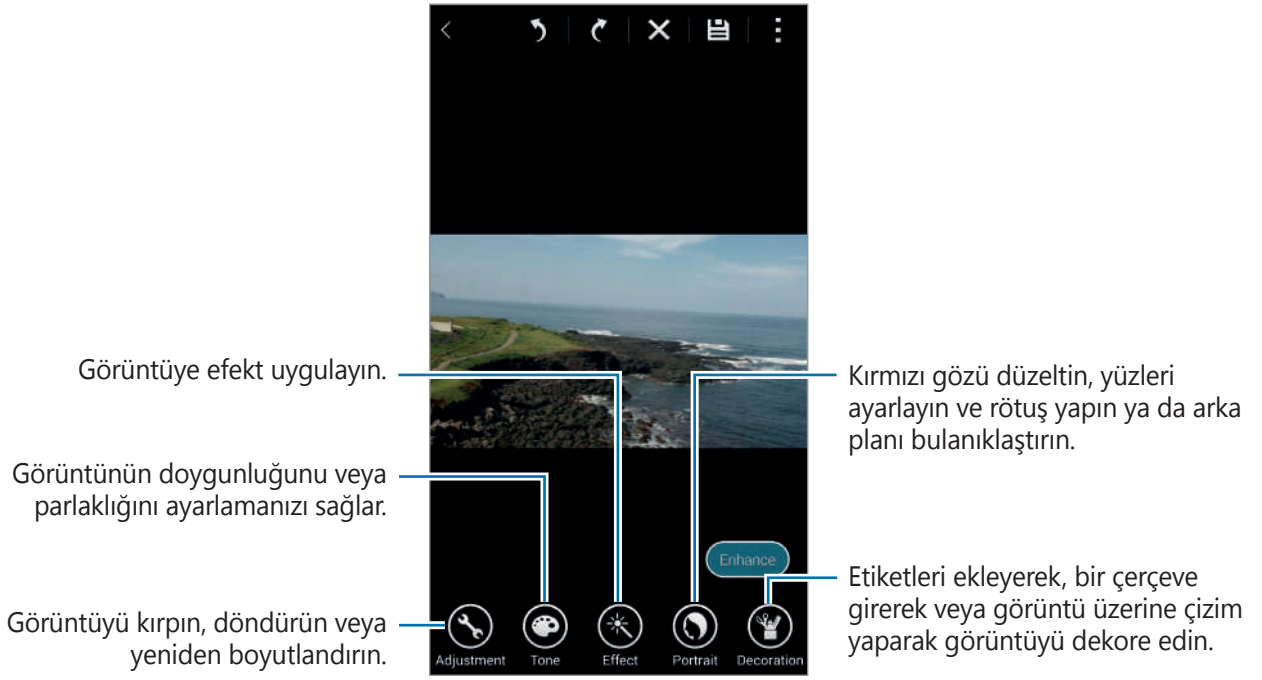 Görüntüye efekt uygulayın.
Görüntünün doygunluğunu veya
parlaklığını ayarlamanızı sağlar.
Görüntüyü kırpın, döndürün veya
yeniden boyutlandırın.
Kırmızı gözü düzeltin, yüzleri
ayarlayın ve rötuş yapın ya da arka
planı bulanıklaştırın.
Enhance
Etiketleri ekleyerek, bir çerçeve
girerek veya görüntü üzerine çizim
yaparak görüntüyü dekore edin.
Adjustment Tone Effect Portrait Decoration